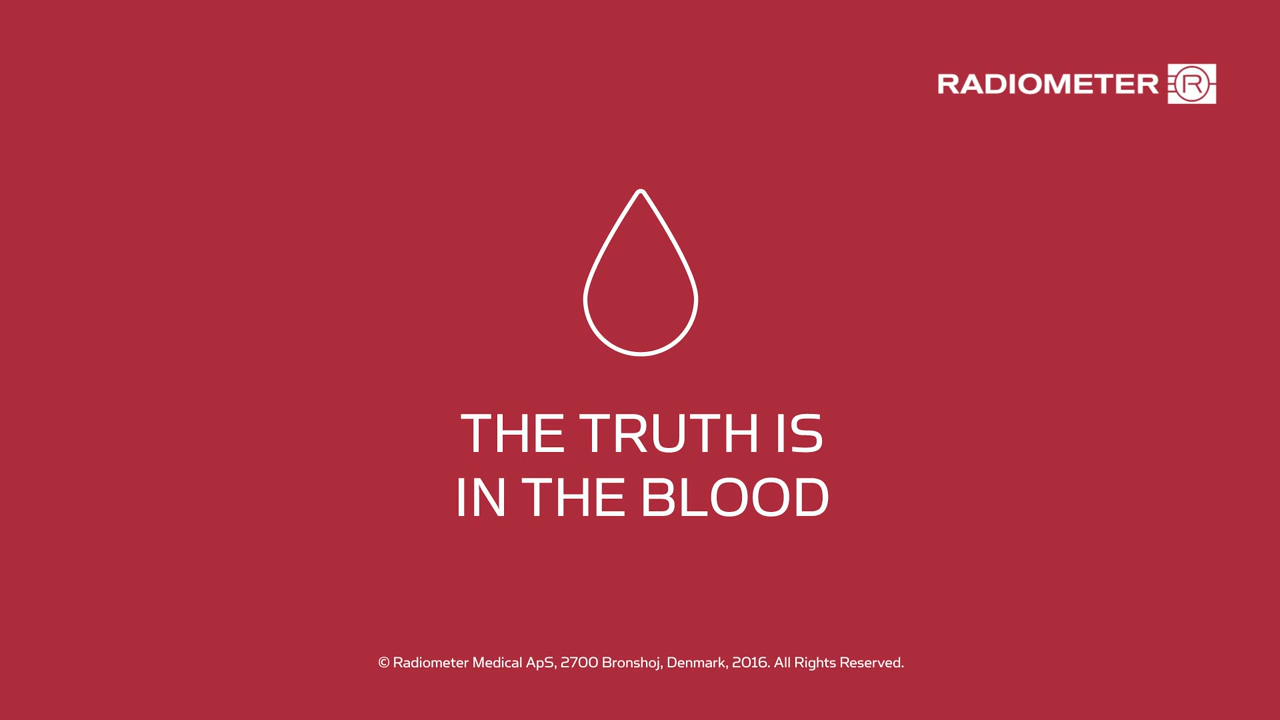 RADIOMETER R
THE TRUTH IS
IN THE BLOOD
© Radiometer Medical ApS, 2700 Bronshoj, Denmark, 2016. All Rights Reserved.